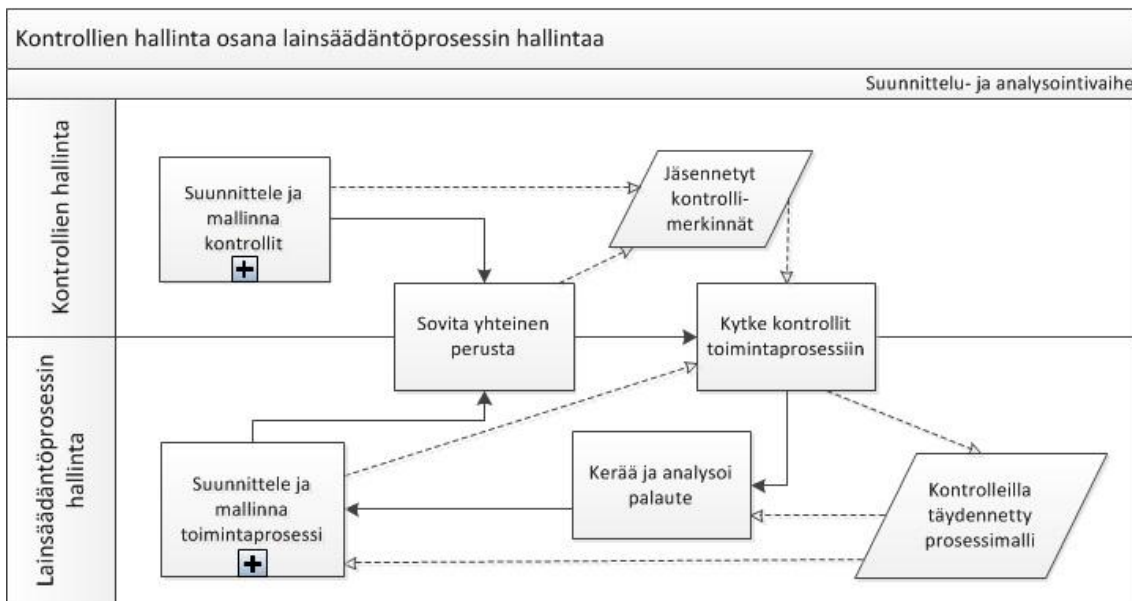 Kontrollien hallinta osana lainsäädäntöprosessin hallintaa
Suunnittelu- ja analysointivaihe
Kontrollien hallinta
Suunnittele ja
mallinna
kontrollit
Jäsennetyt
kontrolli-
merkinnät
Sovita yhteinen
perusta
Kytke kontrollit
toimintaprosessiin
Lainsäädäntöprosessin
hallinta
Suunnittele ja
mallinna
toimintaprosessi
Kerää ja analysoi
palaute
Kontrolleilla
täydennetty
prosessimalli